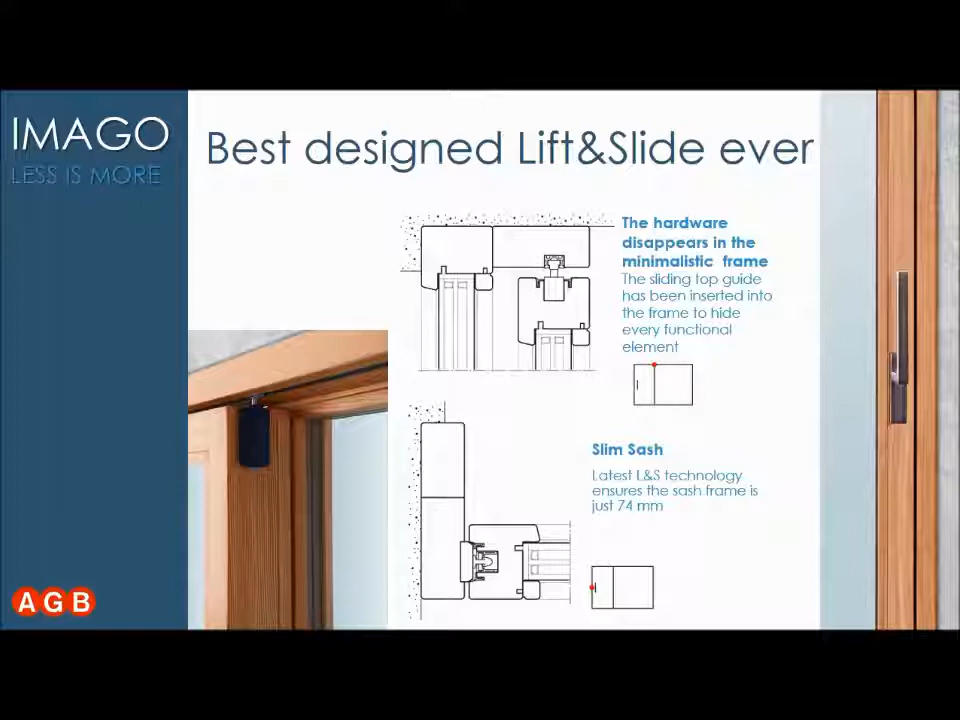 IMAGO
LESS IS MORE
Best designed Lift&Slide ever
The hardware
disappears in the
minimalistic frame
The sliding top guide
has been inserted into
the frame to hide
every functional
element
Slim Sash
Latest L&S technology
ensures the sash frame is
just 74 mm
AGB